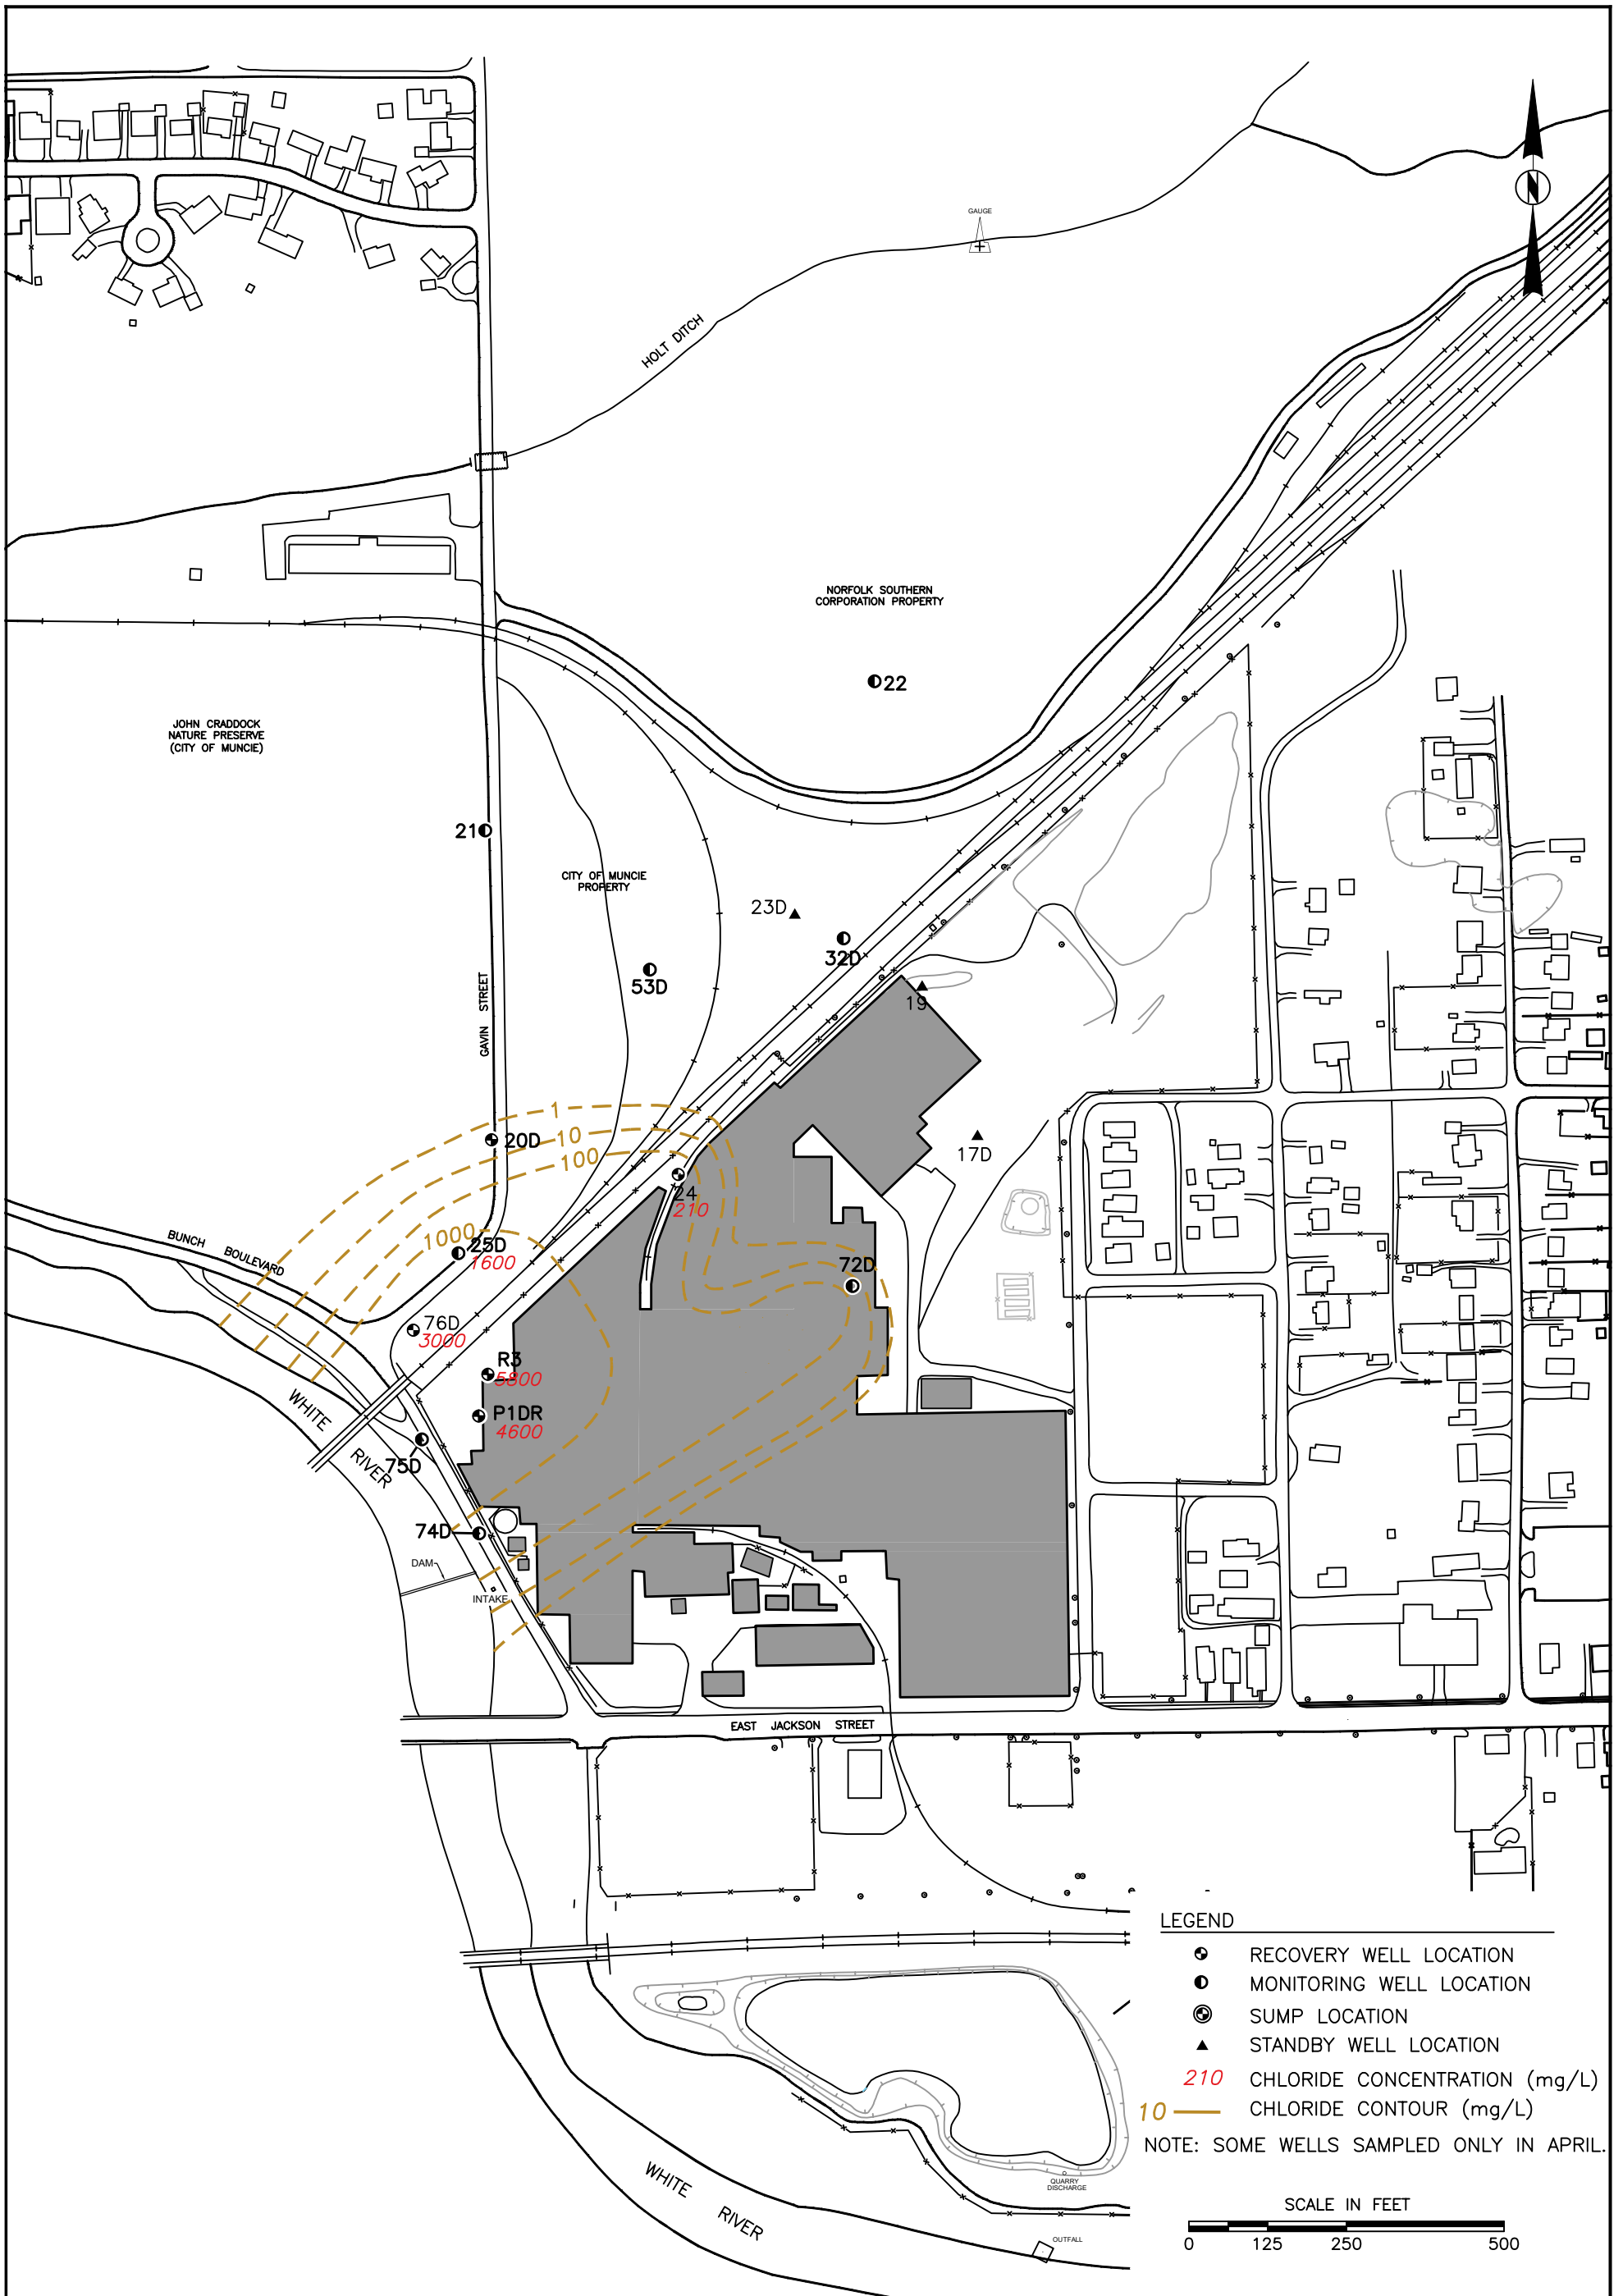 GAUGE
HOLT DITCH
NORFOLK SOUTHERN
CORPORATION PROPERTY
22
JOHN CRADDOCK
NATURE PRESERVE
(CITY OF MUNCIE)
21
CITY OF MUNCIE
PROPERTY
23D
32D
53D
19
GAVIN STREET
1
10
100
1000
20D
17D
24
210
25D
1600
72D
BUNCH BOULEVARD
76D
3000
R3
5800
P1DR
4600
WHITE RIVER
75D
74D
DAM
INTAKE
EAST JACKSON STREET
LEGEND
RECOVERY WELL LOCATION
MONITORING WELL LOCATION
SUMP LOCATION
STANDBY WELL LOCATION
210 CHLORIDE CONCENTRATION (mg/L)
10 CHLORIDE CONTOUR (mg/L)
NOTE: SOME WELLS SAMPLED ONLY IN APRIL.
QUARRY
DISCHARGE
WHITE RIVER
OUTFALL
SCALE IN FEET
0 125 250 500
N